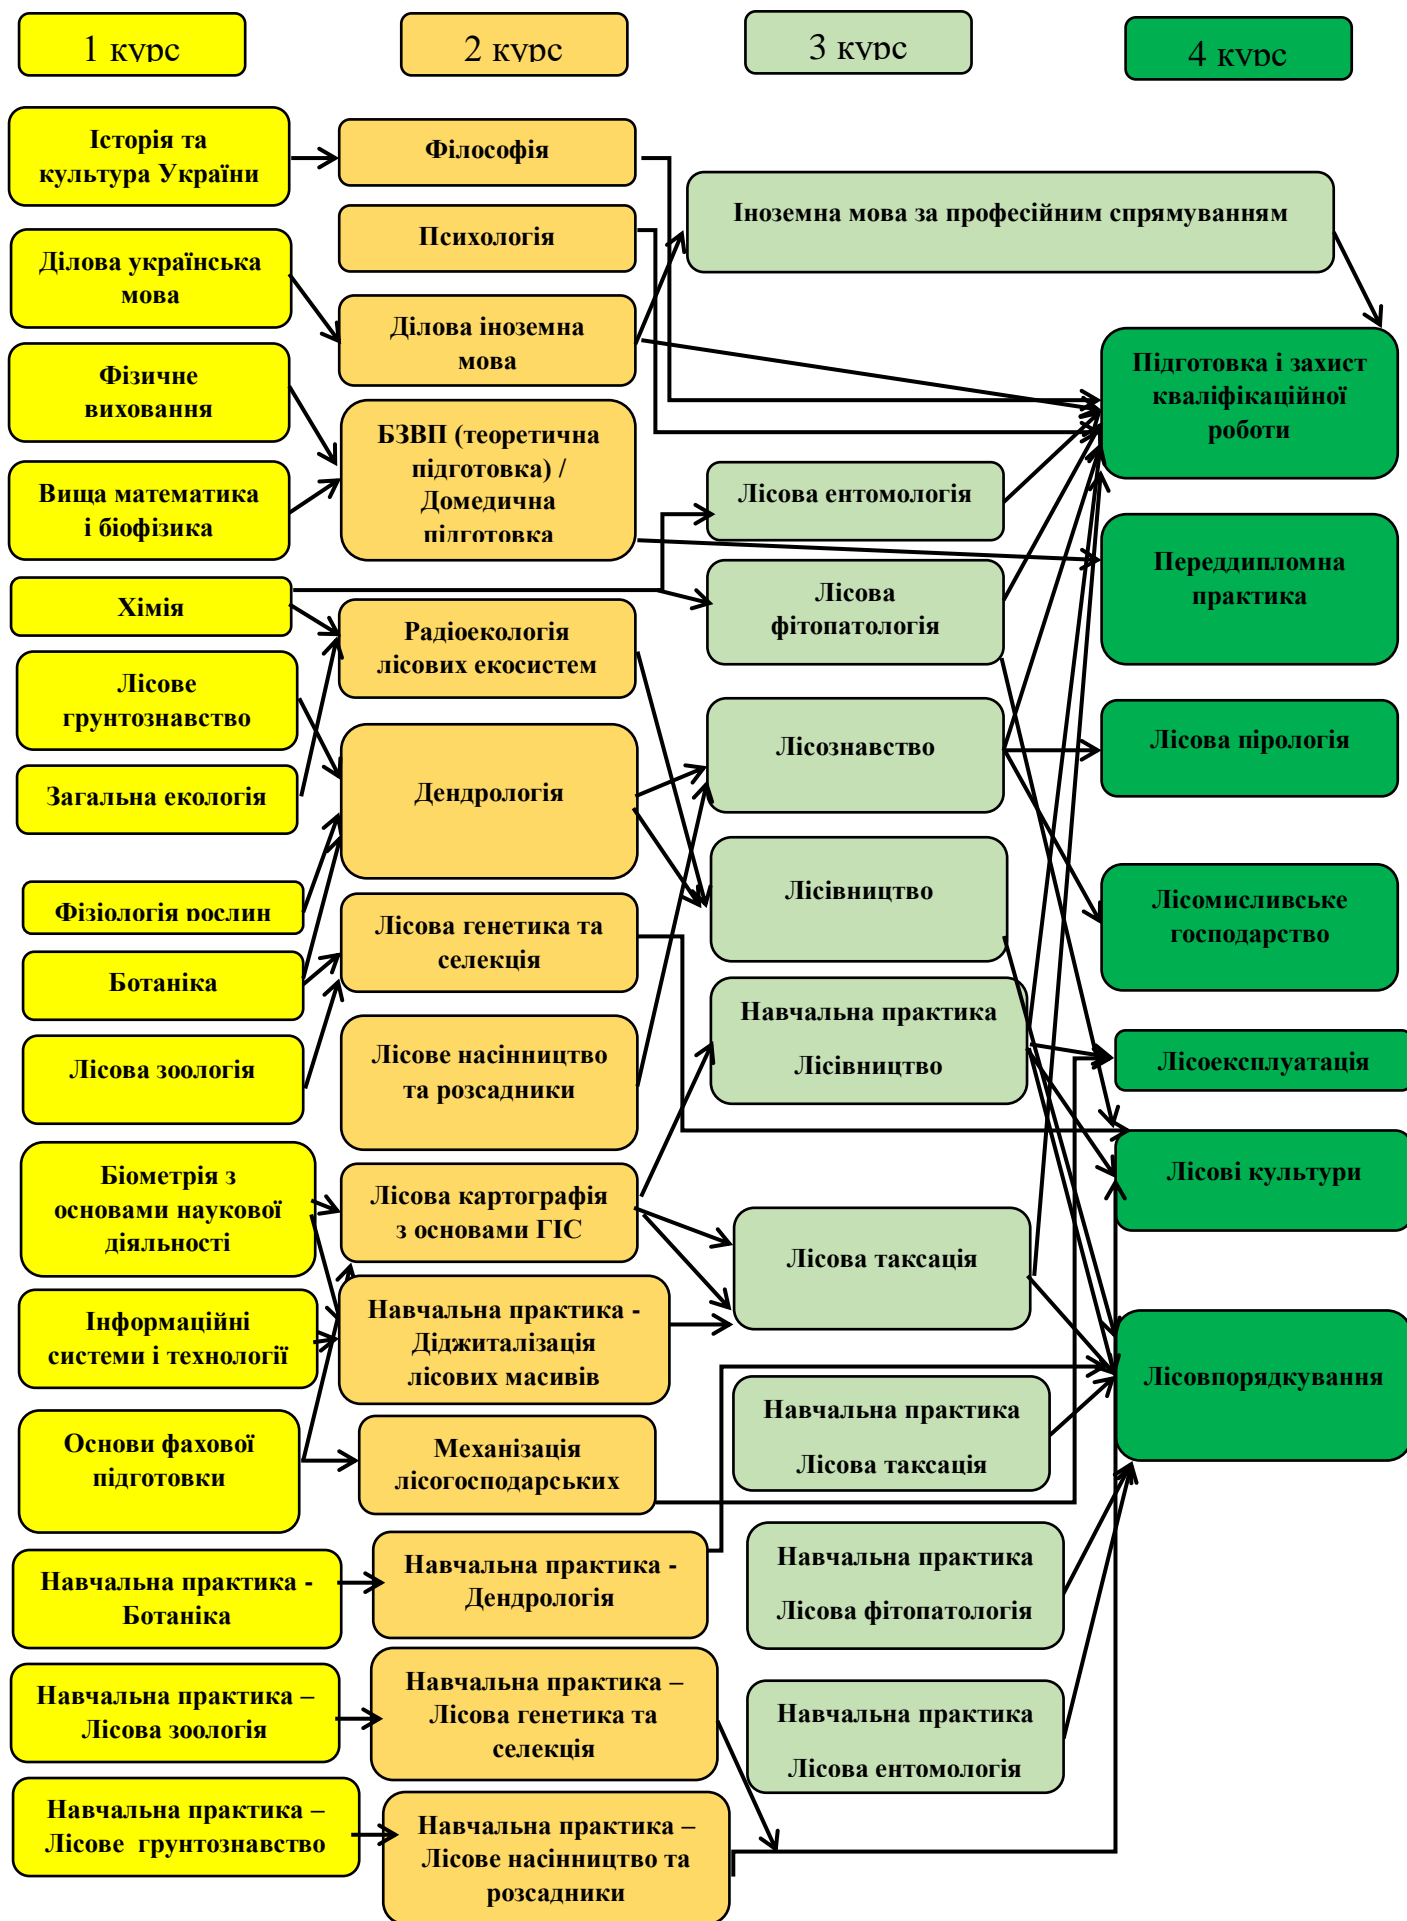 1 курс
2 курс
3 курс
4 курс
Історія та
культура України
Ділова українська
мова
Фізичне
виховання
Вища математика
і біофізика
Хімія
Лісове
грунтознавство
Загальна екологія
Фізіологія рослин
Ботаніка
Лісова зоологія
Біометрія з
основами наукової
діяльності
Інформаційні
системи і технології
Основи фахової
підготовки
Навчальна практика -
Ботаніка
Навчальна практика –
Лісова зоологія
Навчальна практика –
Лісове грунтознавство
Філософія
Психологія
Ділова іноземна
мова
БЗВП (теоретична
підготовка) /
Домедична
підготовка
Радіоекологія
лісових екосистем
Дендрологія
Лісова генетика та
селекція
Лісове насінництво
та розсадники
Лісова картографія
з основами ГІС
Навчальна практика -
Діджиталізація
лісових масивів
Механізація
лісогосподарських
Навчальна практика -
Дендрологія
Навчальна практика –
Лісова генетика та
селекція
Навчальна практика –
Лісове насінництво та
розсадники
Іноземна мова за професійним спрямуванням
Лісова ентомологія
Лісова
фітопатологія
Лісознавство
Лісівництво
Навчальна практика
Лісівництво
Лісова таксація
Навчальна практика
Лісова таксація
Навчальна практика
Лісова фітопатологія
Навчальна практика
Лісова ентомологія
Підготовка і захист
кваліфікаційної
роботи
Переддипломна
практика
Лісова пірологія
Лісомисливське
господарство
Лісоексплуатація
Лісові культури
Лісовпорядкування